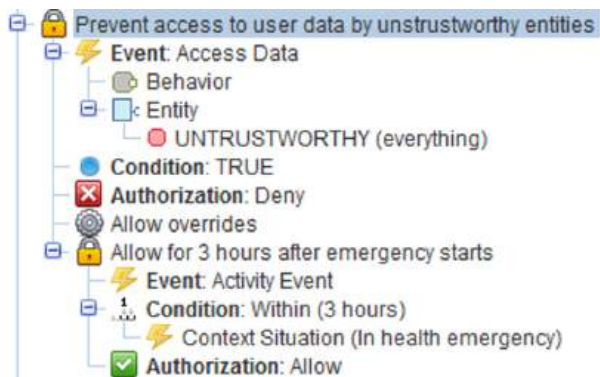 Prevent access to user data by unstrustworthy entities
Event: Access Data
Behavior
Entity
UNTRUSTWORTHY (everything)
Condition: TRUE
Authorization: Deny
Allow overrides
Allow for 3 hours after emergency starts
Event: Activity Event
1 Condition: Within (3 hours)
Context Situation (In health emergency)
Authorization: Allow